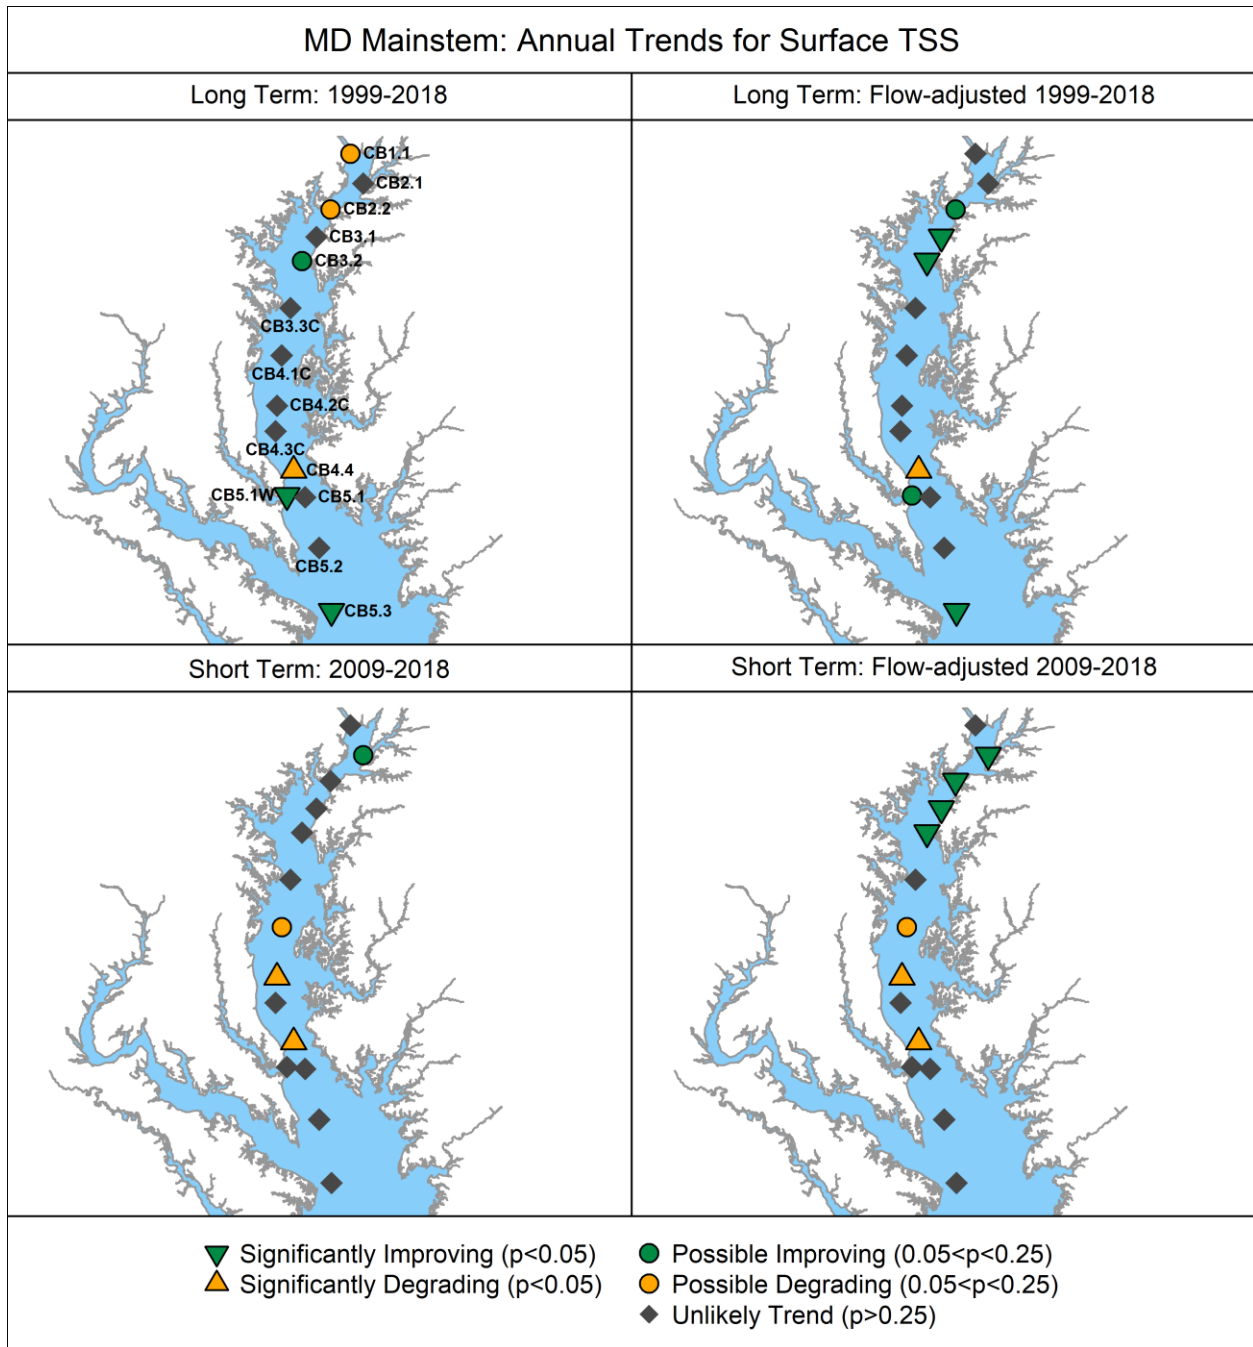 MD Mainstem: Annual Trends for Surface TSS
Long Term: 1999-2018
Long Term: Flow-adjusted 1999-2018
CB1.1
CB2.1
CB2.2
CB3.1
CB3.2
CB3.3C
CB4.1C
CB4.2C
CB4.3C
CB4.4
CB5.1W
CB5.1
CB5.2
CB5.3
Short Term: 2009-2018
Short Term: Flow-adjusted 2009-2018
Significantly Improving (p<0.05)
Significantly Degrading (p<0.05)
Possible Improving (0.05<p<0.25)
Possible Degrading (0.05<p<0.25)
Unlikely Trend (p>0.25)